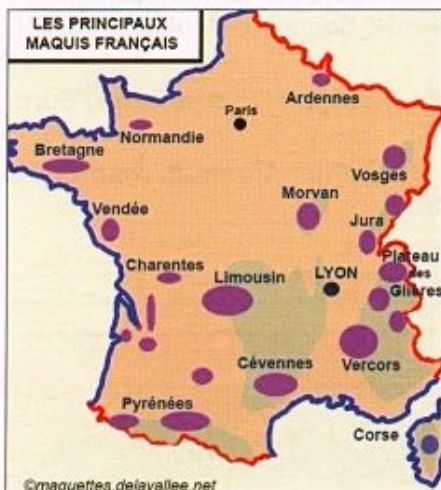 LES PRINCIPAUX
MAQUIS FRANÇAIS
Ardennes
Paris
Normandie
Bretagne
Vosges
Morvan
Vendée
Jura
Plateau
des
Glières
Charentes
Limousin
LYON
Cévennes
Vercors
Pyrénées
Corse
©maquettes.delavallee.net